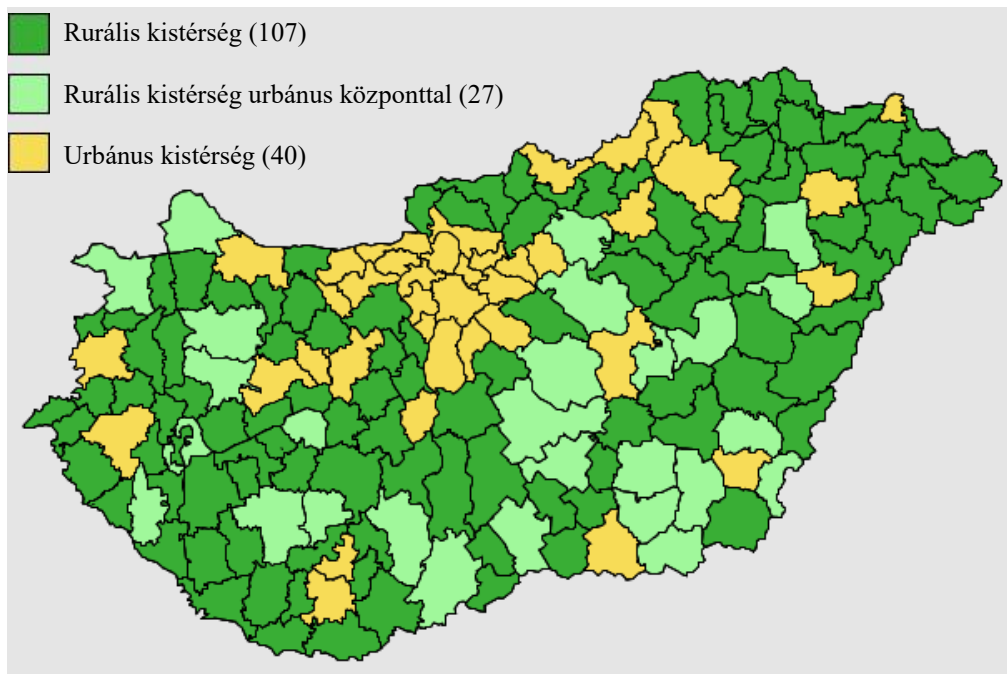 Rurális kistérség (107)
Rurális kistérség urbánus központtal (27)
Urbánus kistérség (40)